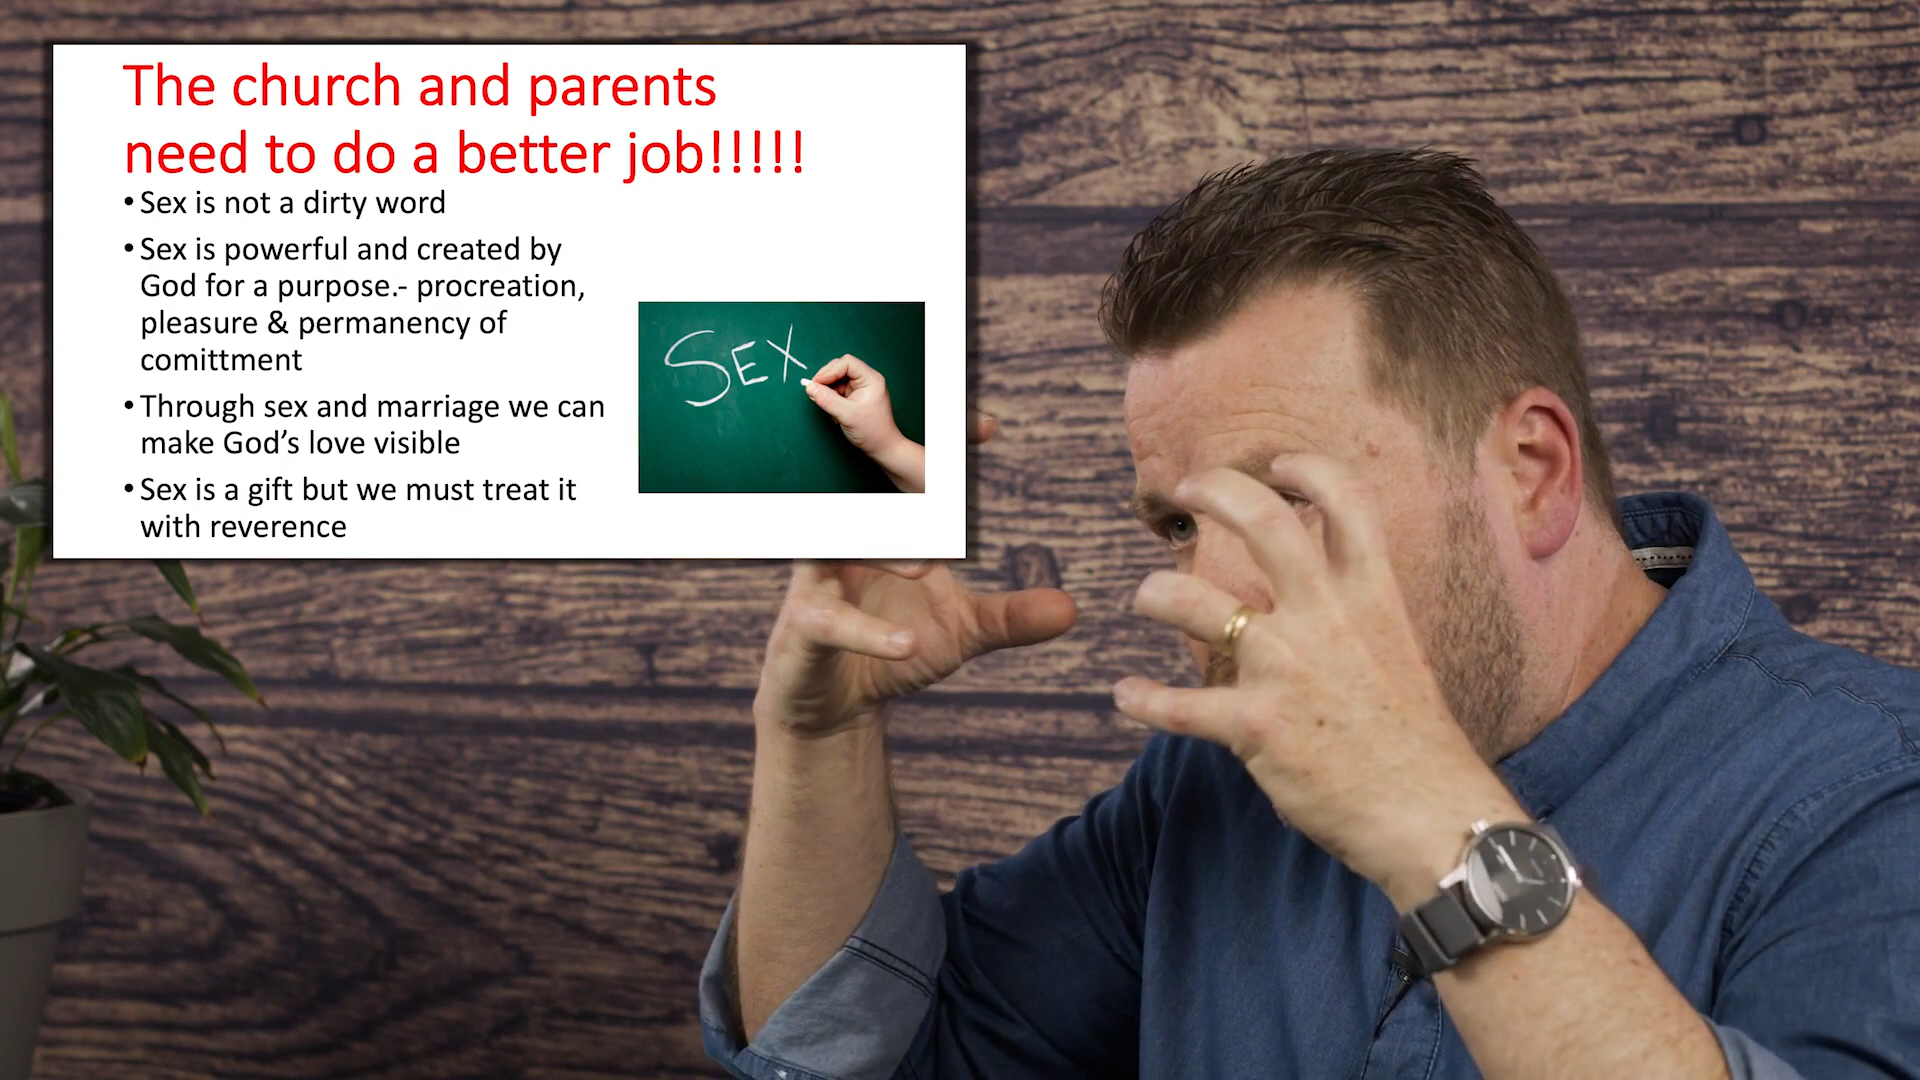 The church and parents
need to do a better job!!!!!
• Sex is not a dirty word
• Sex is powerful and created by
God for a purpose.- procreation,
pleasure & permanency of
comittment
• Through sex and marriage we can
make God's love visible
• Sex is a gift but we must treat it
with reverence
SEX